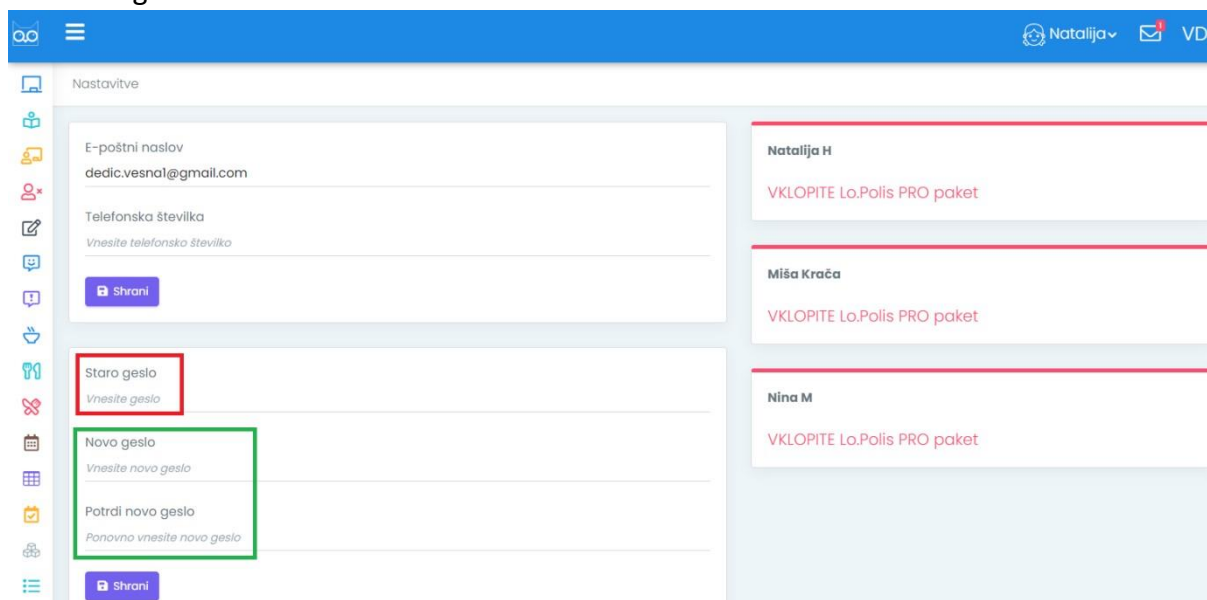 Natalija
1
VD
Nastavitve
E-poštni naslov
dedic.vesna1@gmail.com
Telefonska številka
Vnesite telefonsko številko
Shrani
Staro geslo
Vnesite geslo
Novo geslo
Vnesite novo geslo
Potrdi novo geslo
Ponovno vnesite novo geslo
Shrani
Natalija H
VKLOPITE Lo.Polis PRO paket
Miša Krača
VKLOPITE Lo.Polis PRO paket
Nina M
VKLOPITE Lo.Polis PRO paket